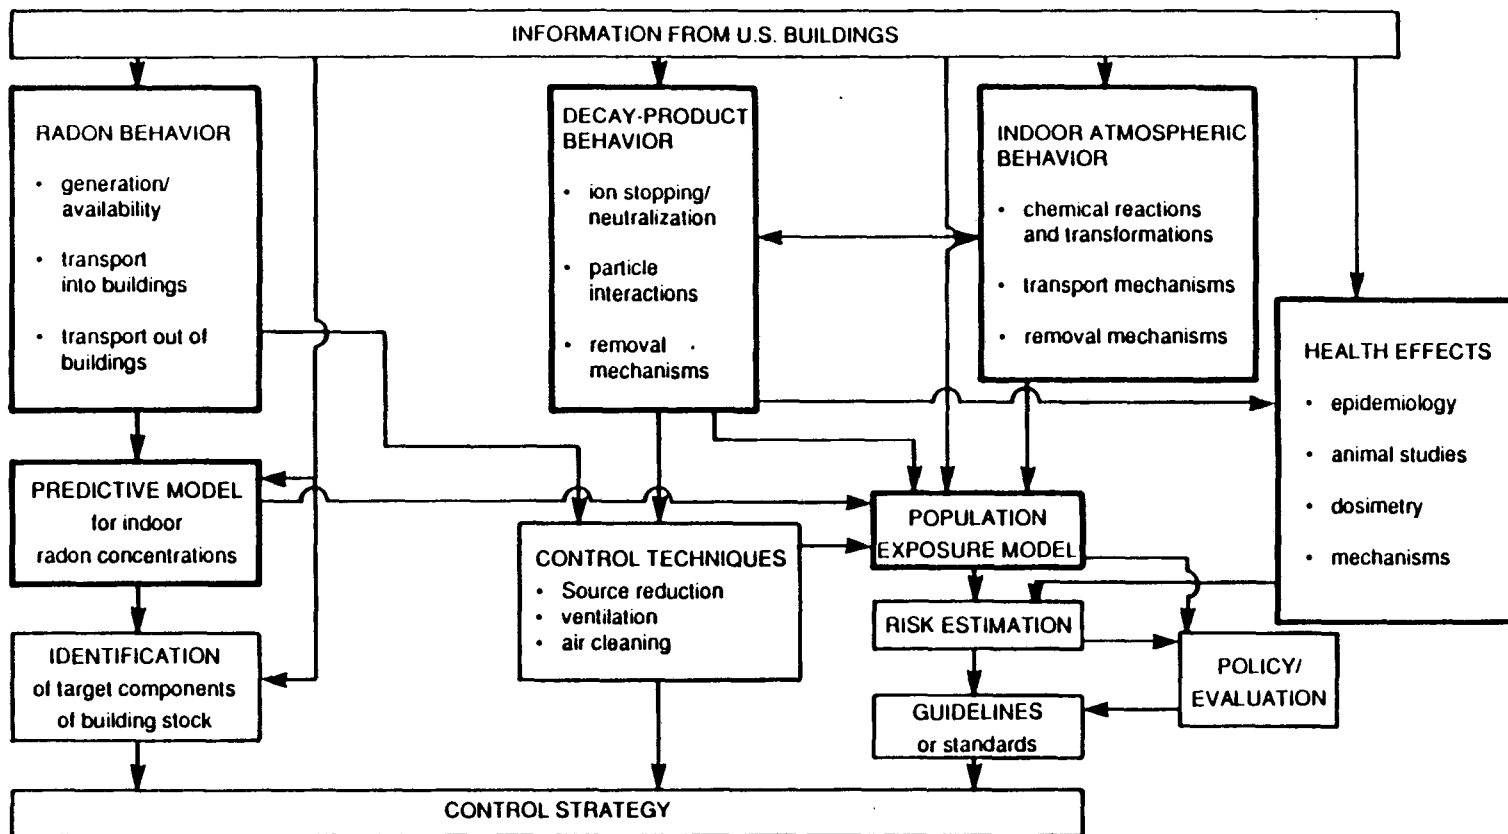 INFORMATION FROM U.S. BUILDINGS
RADON BEHAVIOR
• generation/
availability
• transport
into buildings
• transport out of
buildings
DECAY-PRODUCT
BEHAVIOR
• ion stopping/
neutralization
• particle
interactions
• removal
mechanisms
INDOOR ATMOSPHERIC
BEHAVIOR
• chemical reactions
and transformations
• transport mechanisms
• removal mechanisms
HEALTH EFFECTS
• epidemiology
• animal studies
• dosimetry
• mechanisms
PREDICTIVE MODEL
for indoor
radon concentrations
CONTROL TECHNIQUES
• Source reduction
• ventilation
• air cleaning
POPULATION
EXPOSURE MODEL
RISK ESTIMATION
POLICY/
EVALUATION
IDENTIFICATION
of target components
of building stock
GUIDELINES
or standards
CONTROL STRATEGY